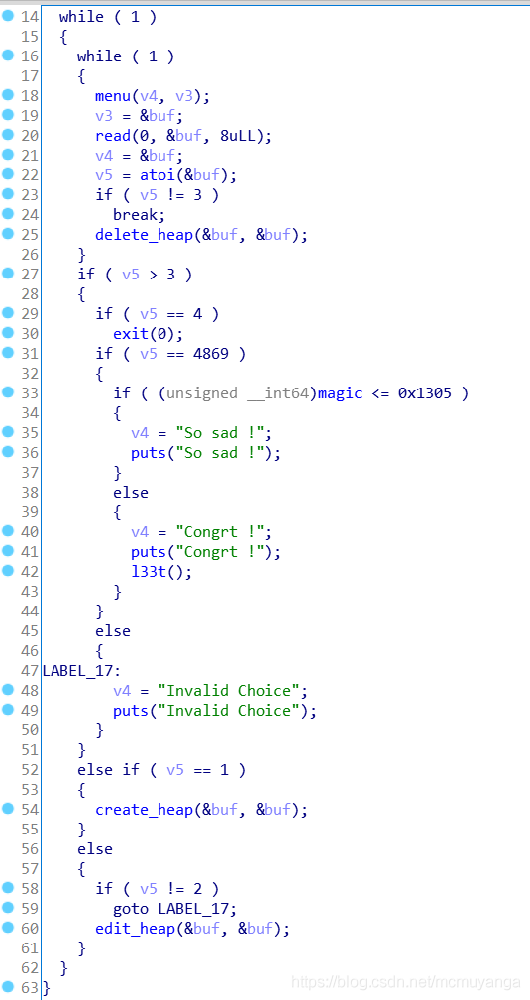 14 while ( 1 )
15 {
16 while ( 1 )
17 {
18 menu(v4, v3);
19 v3 = &buf;
20 read(0, &buf, 8uLL);
21 v4 = &buf;
22 v5 = atoi(&buf);
23 if ( v5 != 3 )
24 break;
25 delete_heap(&buf, &buf);
26 }
27 if ( v5 > 3 )
28 {
29 if ( v5 == 4 )
30 exit(0);
31 if ( v5 == 4869 )
32 {
33 if ( (unsigned __int64)magic <= 0x1305 )
34 {
35 v4 = "So sad !";
36 puts("So sad !");
37 }
38 else
39 {
40 v4 = "Congrt !";
41 puts("Congrt !");
42 l33t();
43 }
44 }
45 else
46 {
47 LABEL_17:
48 v4 = "Invalid Choice";
49 puts("Invalid Choice");
50 }
51 }
52 else if ( v5 == 1 )
53 {
54 create_heap(&buf, &buf);
55 }
56 else
57 {
58 if ( v5 != 2 )
59 goto LABEL_17;
60 edit_heap(&buf, &buf);
61 }
62 }
63 }
https://blog.csdn.net/mcmuyanga